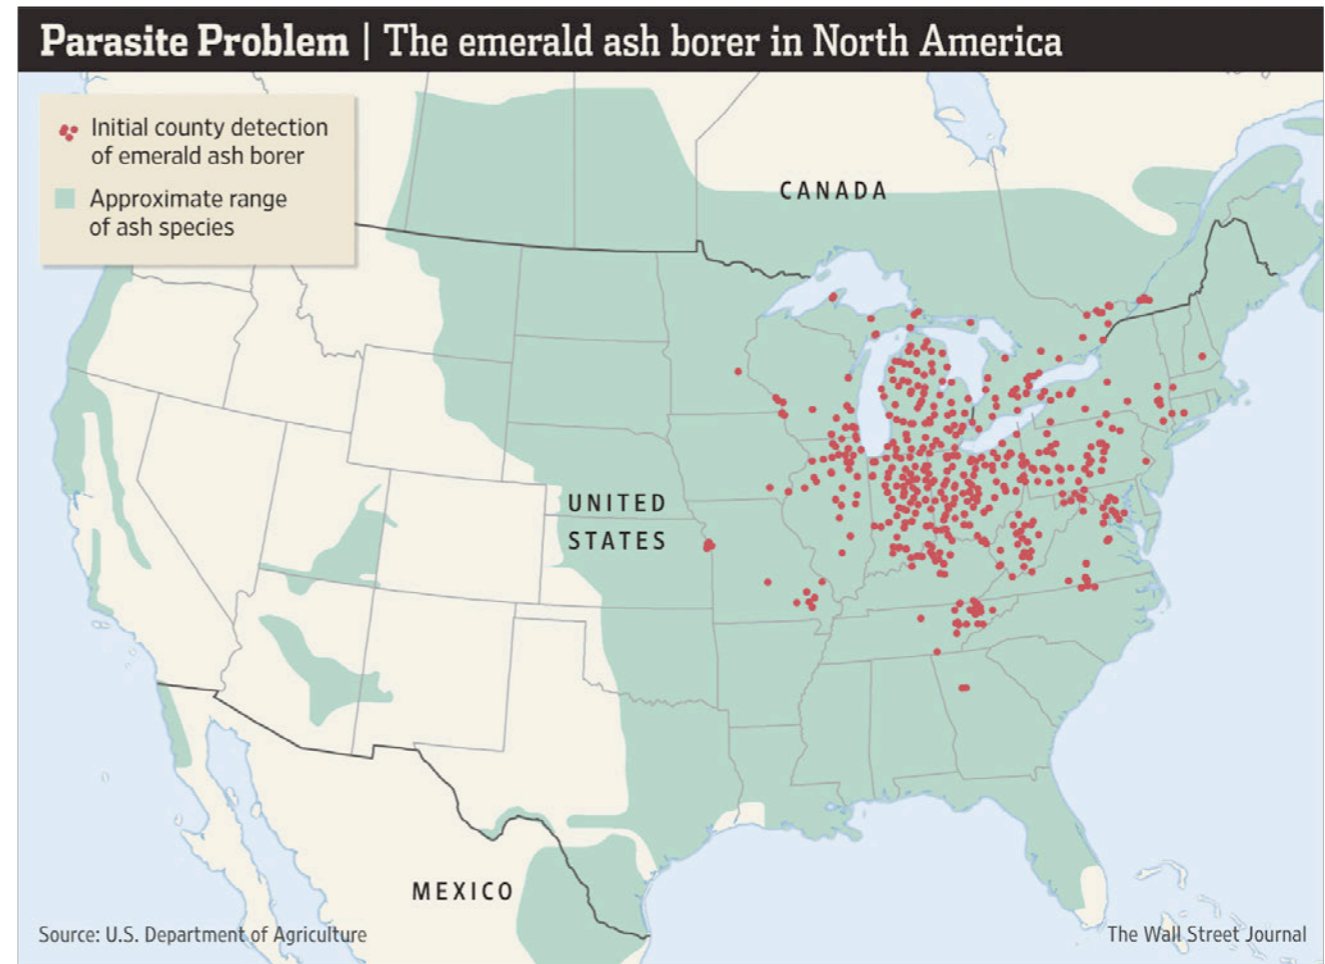 Parasite Problem | The emerald ash borer in North America
Initial county detection
of emerald ash borer
Approximate range
of ash species
CANADA
UNITED
STATES
MEXICO
Source: U.S. Department of Agriculture
The Wall Street Journal